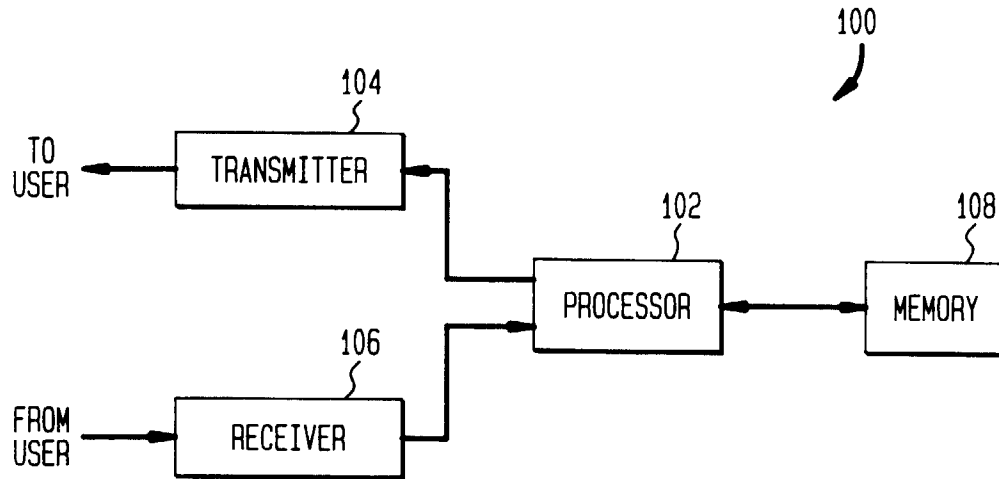 100
104
TO
USER
TRANSMITTER
102
108
PROCESSOR
MEMORY
106
FROM
USER
RECEIVER